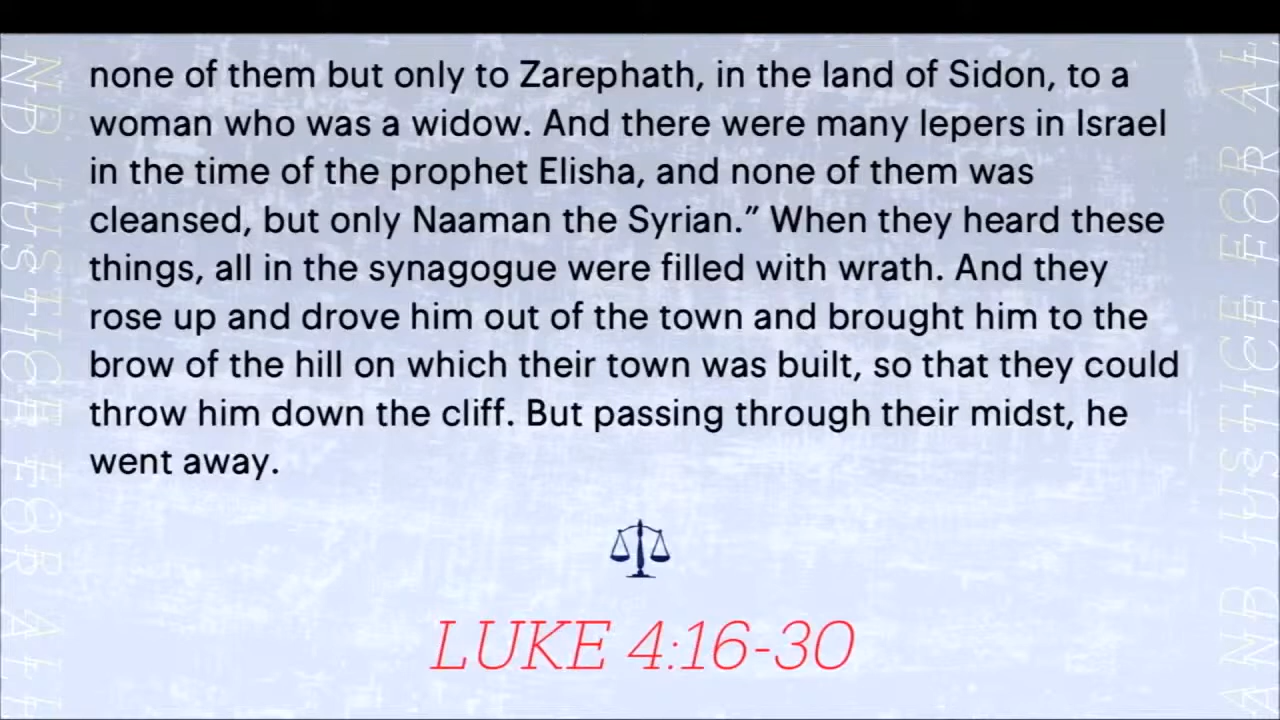 none of them but only to Zarephath, in the land of Sidon, to a
woman who was a widow. And there were many lepers in Israel
in the time of the prophet Elisha, and none of them was
cleansed, but only Naaman the Syrian.” When they heard these
things, all in the synagogue were filled with wrath. And they
rose up and drove him out of the town and brought him to the
brow of the hill on which their town was built, so that they could
throw him down the cliff. But passing through their midst, he
went away.
LUKE 4:16-30
AND JUSTICE FOR AL